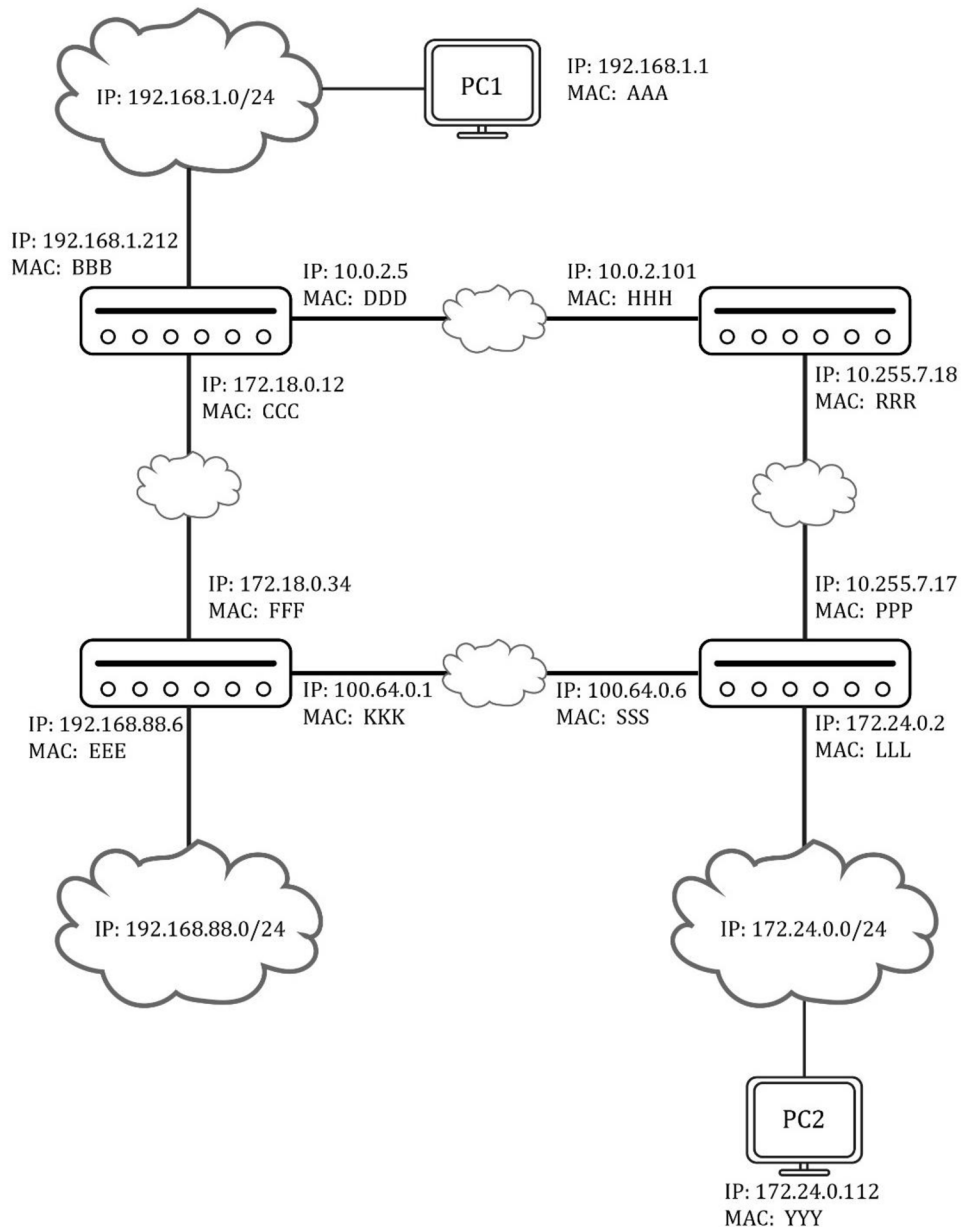 IP: 192.168.1.0/24
PC1
IP: 192.168.1.1
MAC: AAA
IP: 192.168.1.212
MAC: BBB
IP: 10.0.2.5
MAC: DDD
IP: 10.0.2.101
MAC: HHH
IP: 172.18.0.12
MAC: CCC
IP: 10.255.7.18
MAC: RRR
IP: 172.18.0.34
MAC: FFF
IP: 10.255.7.17
MAC: PPP
IP: 192.168.88.6
MAC: EEE
IP: 100.64.0.1
MAC: KKK
IP: 100.64.0.6
MAC: SSS
IP: 172.24.0.2
MAC: LLL
IP: 192.168.88.0/24
IP: 172.24.0.0/24
PC2
IP: 172.24.0.112
MAC: YYY